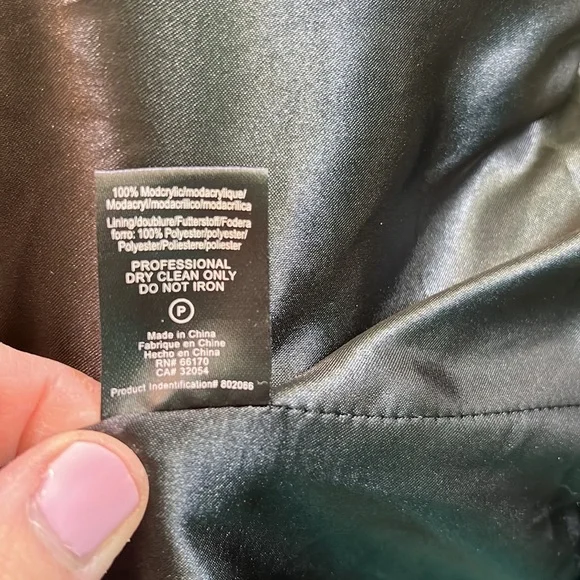 100% Modcrylic/modacrylique/
Modacryl/modacrilico/modacrilica
Lining/doublure/Futterstoff/Fodera
forro: 100% Polyester/polyester/
Polyester/Poliestere/poliester
PROFESSIONAL
DRY CLEAN ONLY
DO NOT IRON
P
Made in China
Fabrique en Chine
Hecho en China
RN# 66170
CA# 32054
Product Indentification# 802066